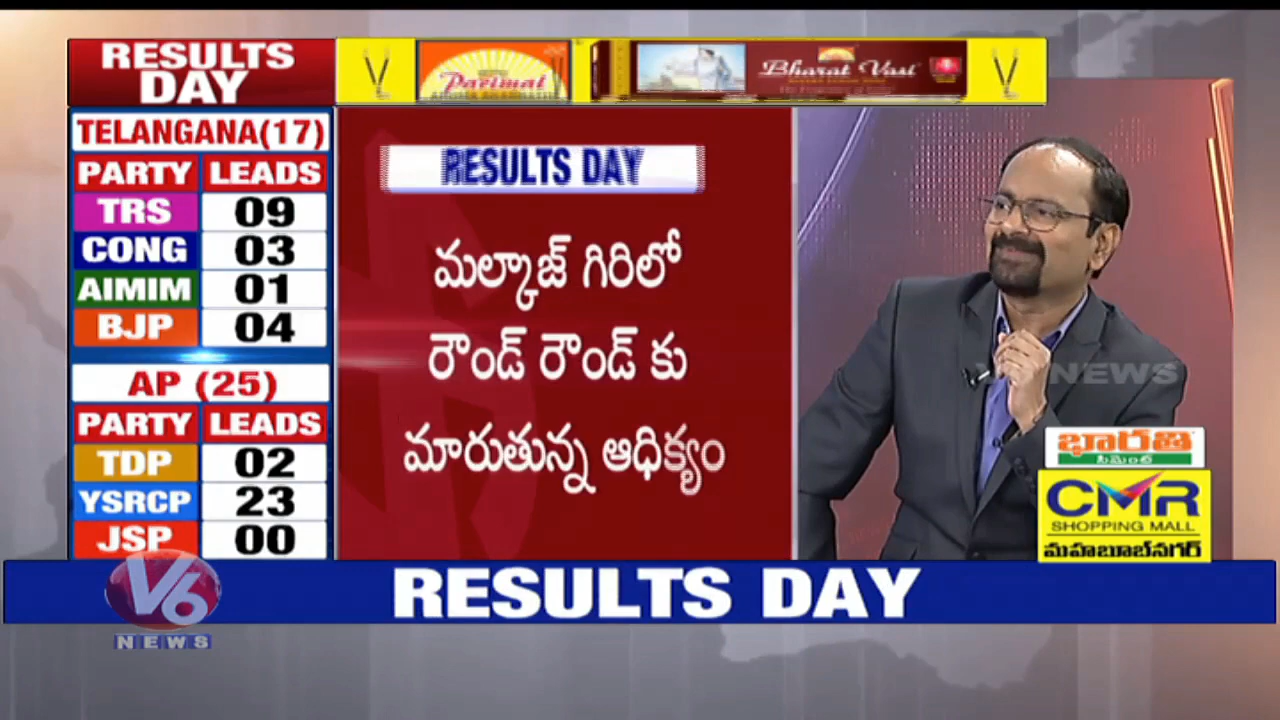 RESULTS DAY
Parimal
Bharat Vasi
TELANGANA(17)
PARTY LEADS
TRS 09
CONG 03
AIMIM 01
BJP 04
AP (25)
PARTY LEADS
TDP 02
YSRCP 23
JSP 00
RESULTS DAY
మల్కాజ్ గిరిలో
రౌండ్ రౌండ్ కు
మారుతున్న ఆధిక్యం
NEWS
భారతి
సిమెంట్
CMR
SHOPPING MALL
మహబూబ్‌నగర్
RESULTS DAY
V6
NEWS